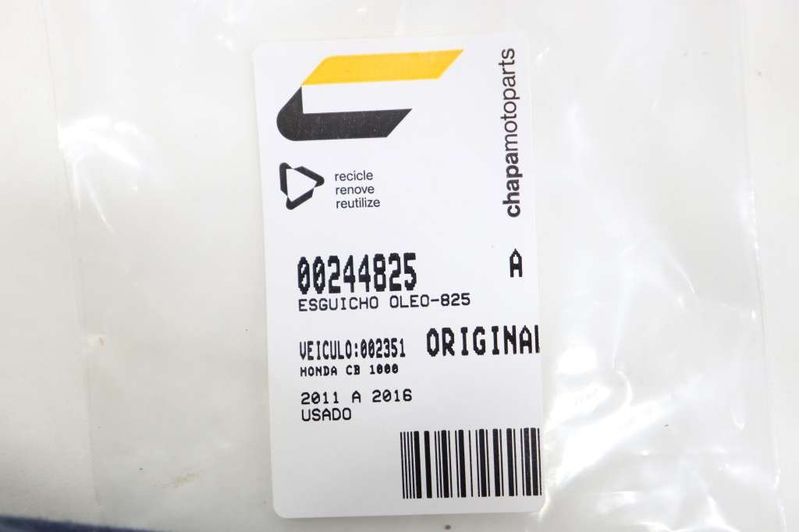 chapamotoparts
recicle
renove
reutilize
00244825 A
ESGUICHO OLEO-825
VEICULO:002351 ORIGINAL
HONDA CB 1000
2011 A 2016
USADO